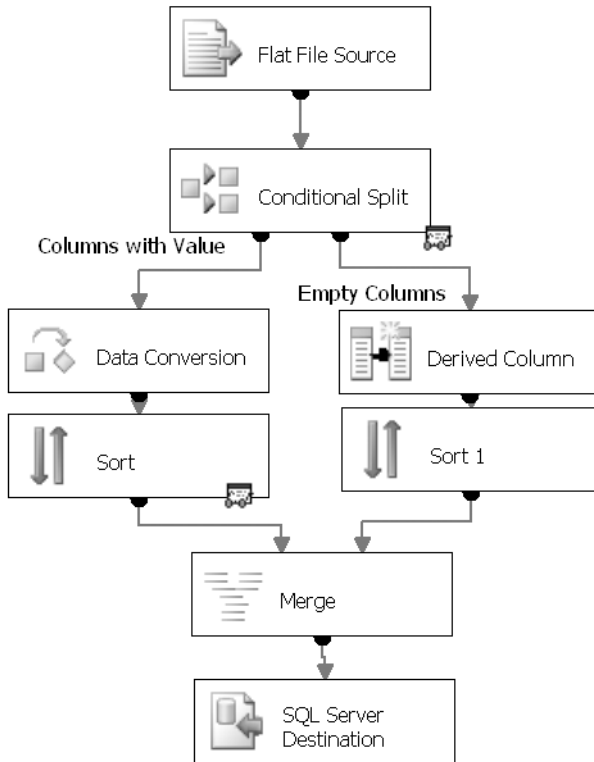 Flat File Source
Conditional Split
Columns with Value
Empty Columns
Data Conversion
Derived Column
Sort
Sort 1
Merge
SQL Server
Destination